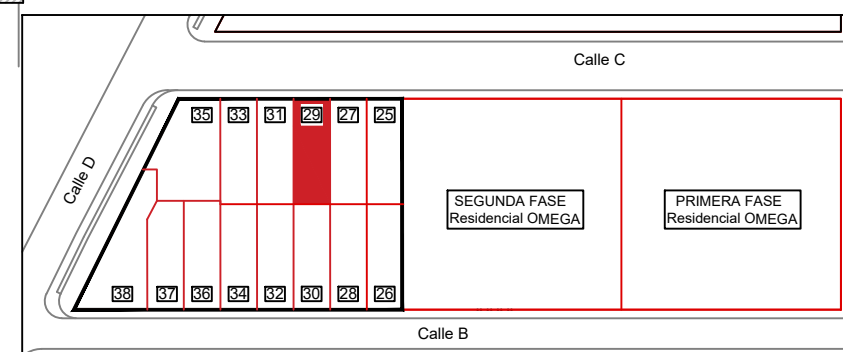 Calle C
35 33 31 29 27 25
Calle D
SEGUNDA FASE
Residencial OMEGA
PRIMERA FASE
Residencial OMEGA
38 37 36 34 32 30 28 26
Calle B